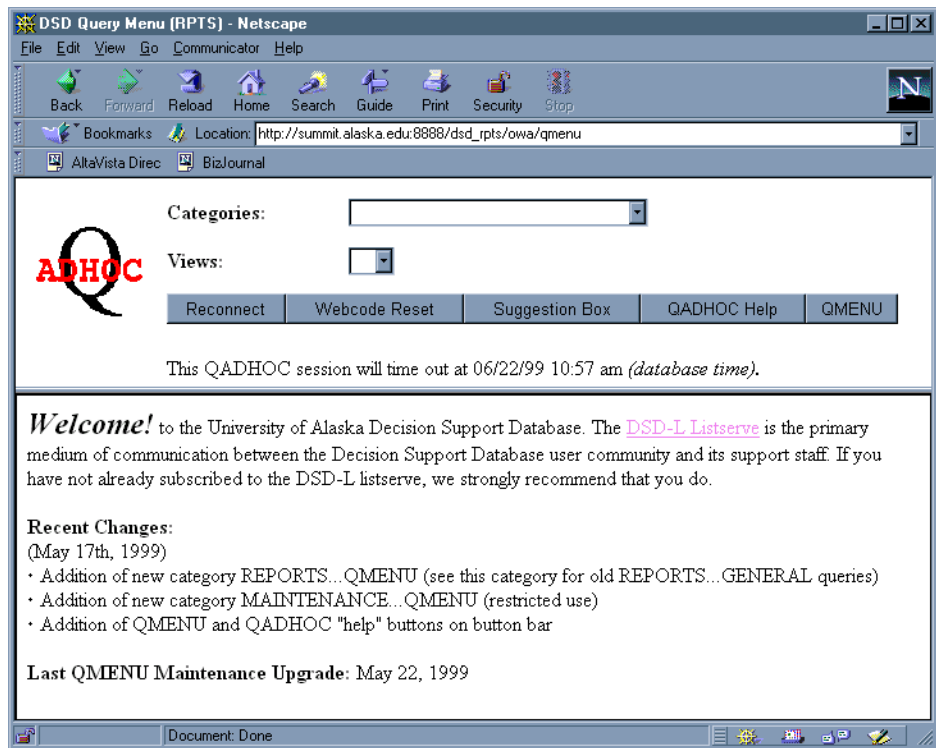 DSD Query Menu (RPTS) - Netscape
File Edit View Go Communicator Help
Back Forward Reload Home Search Guide Print Security Stop
N
Bookmarks Location: http://summit.alaska.edu:8888/dsd_rpts/owa/qmenu
AltaVista Direc BizJournal
Categories:
Q
ADHOC
Views:
Reconnect Webcode Reset Suggestion Box QADHOC Help QMENU
This QADHOC session will time out at 06/22/99 10:57 am (database time).
Welcome! to the University of Alaska Decision Support Database. The DSD-L Listserve is the primary
medium of communication between the Decision Support Database user community and its support staff. If you
have not already subscribed to the DSD-L listserve, we strongly recommend that you do.
Recent Changes:
(May 17th, 1999)
· Addition of new category REPORTS...QMENU (see this category for old REPORTS...GENERAL queries)
· Addition of new category MAINTENANCE...QMENU (restricted use)
· Addition of QMENU and QADHOC "help" buttons on button bar
Last QMENU Maintenance Upgrade: May 22, 1999
Document: Done